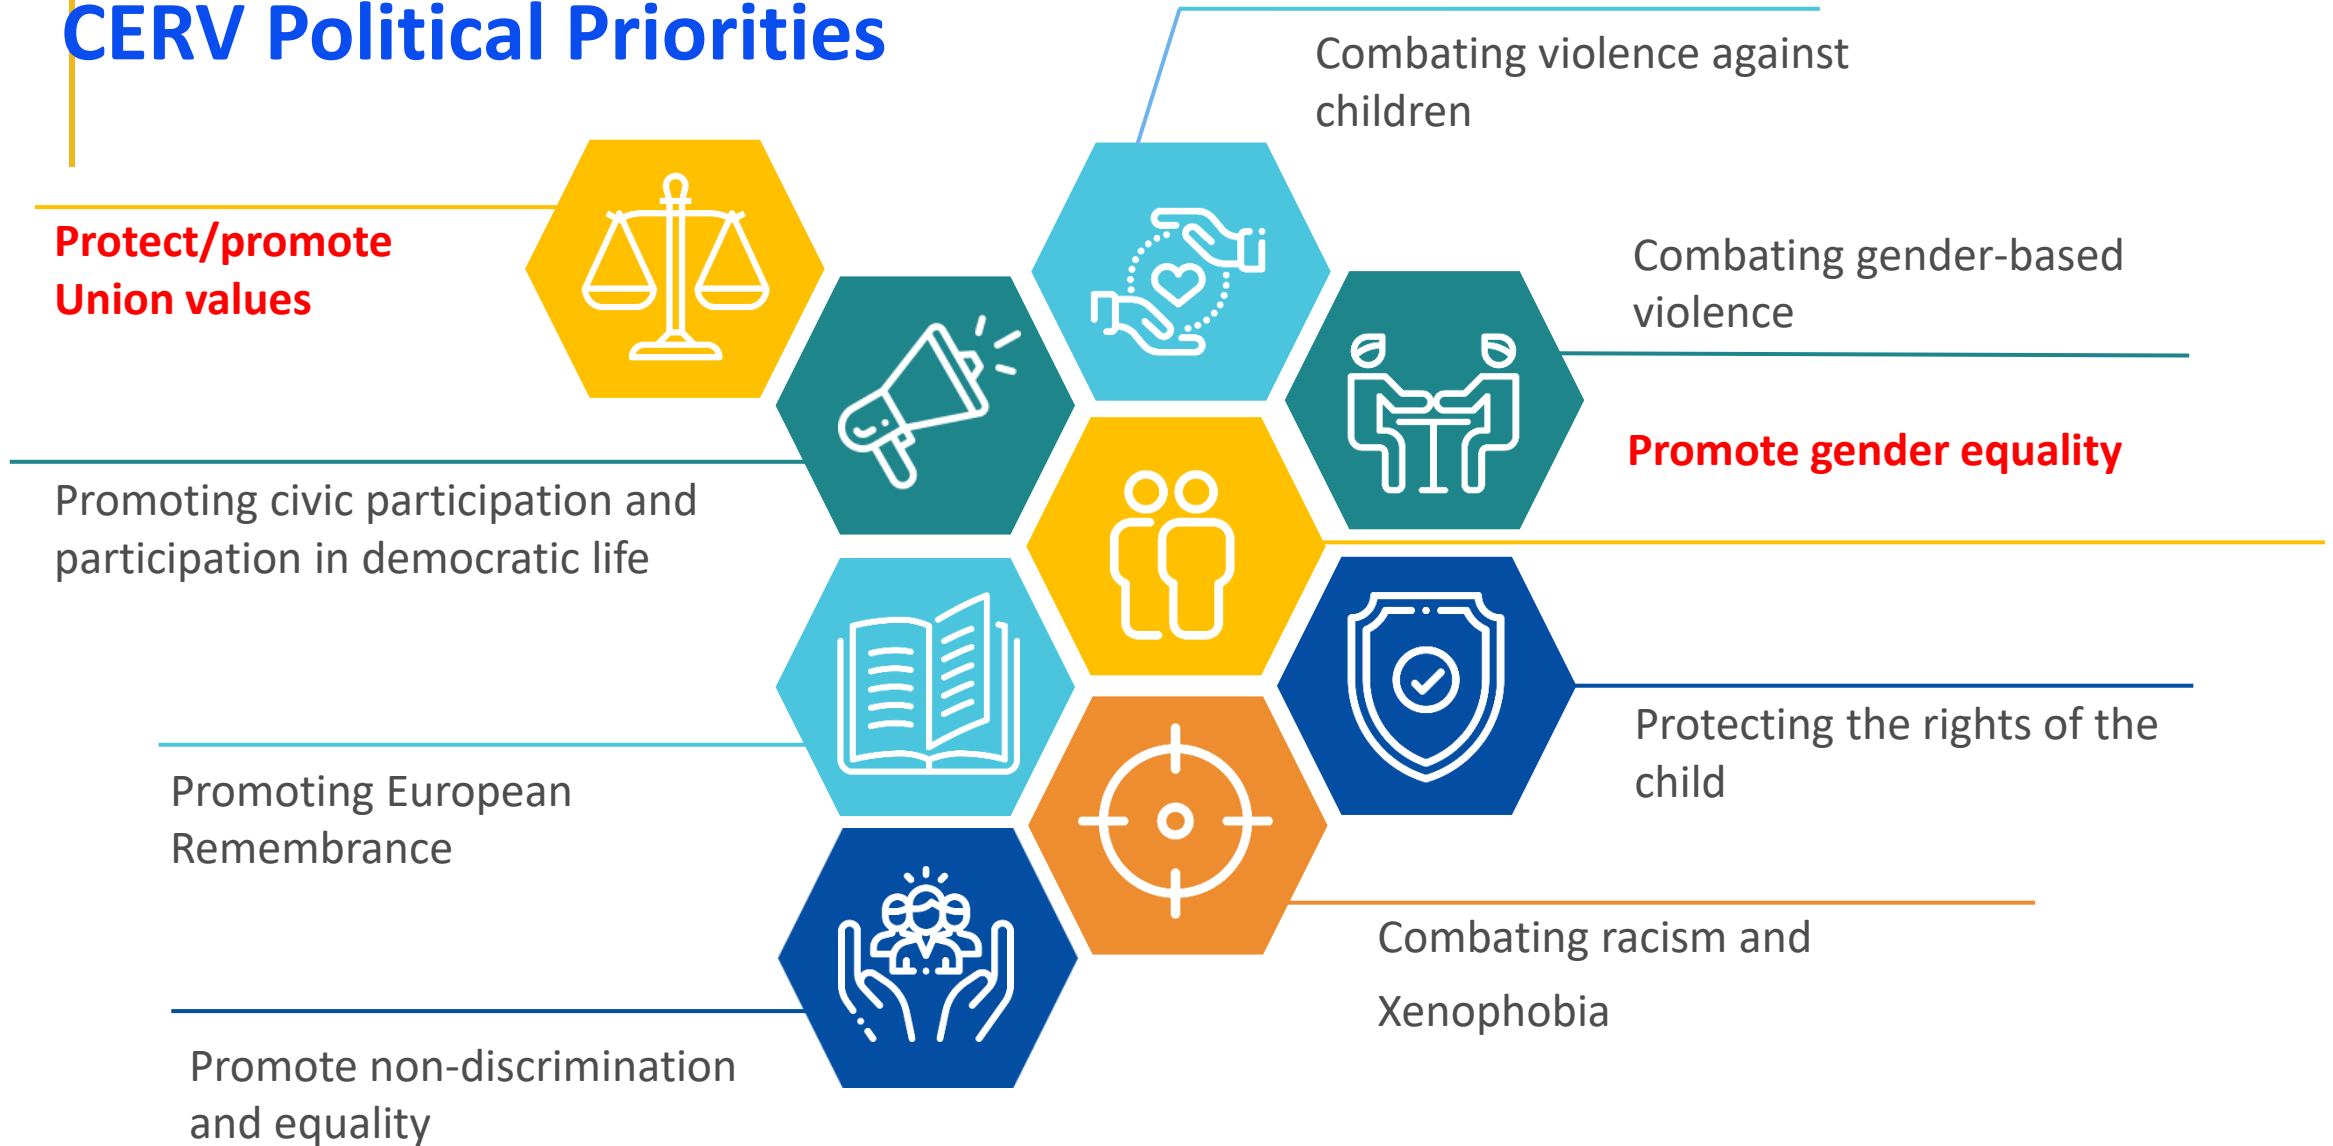 CERV Political Priorities
Combating violence against
children
Protect/promote
Union values
Combating gender-based
violence
Promote gender equality
Promoting civic participation and
participation in democratic life
Protecting the rights of the
child
Promoting European
Remembrance
Combating racism and
Xenophobia
Promote non-discrimination
and equality